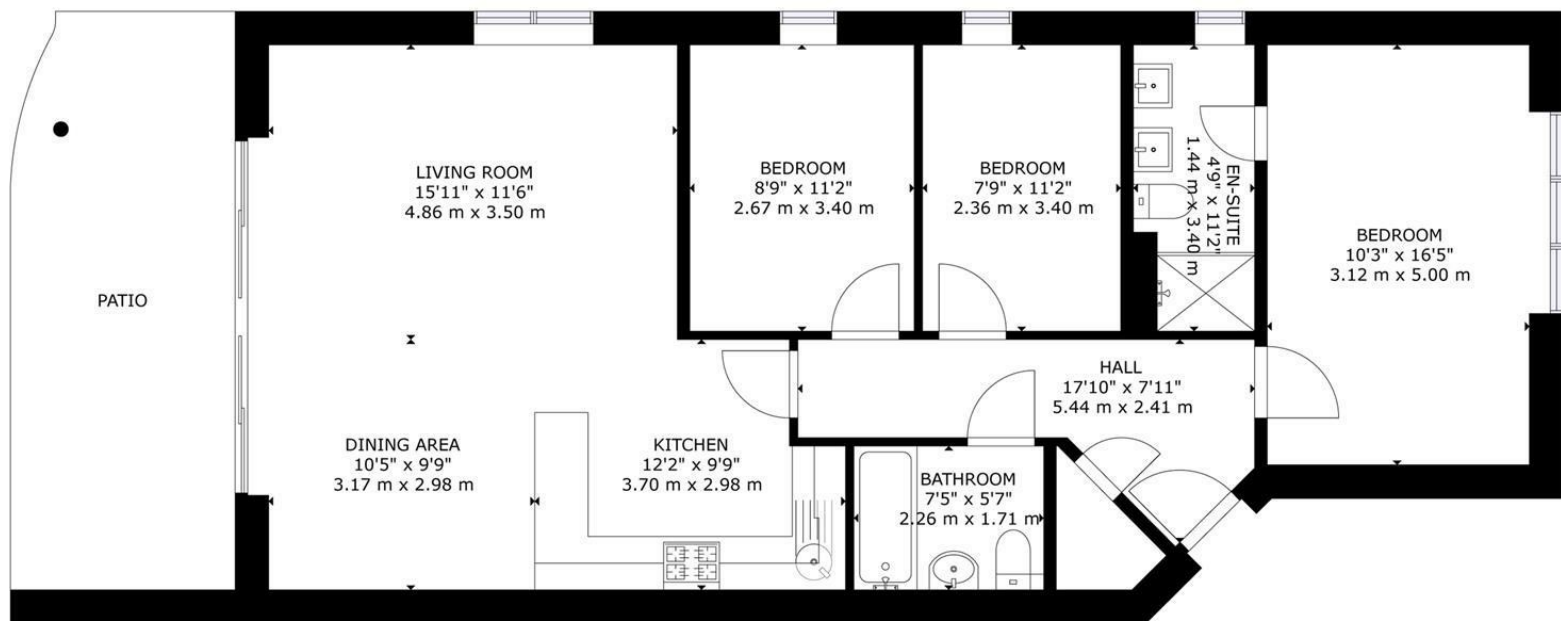 LIVING ROOM
15'11" x 11'6"
4.86 m x 3.50 m
BEDROOM
8'9" x 11'2"
2.67 m x 3.40 m
BEDROOM
7'9" x 11'2"
2.36 m x 3.40 m
EN-SUITE
4'9" x 11'2"
1.44 m x 3.40 m
BEDROOM
10'3" x 16'5"
3.12 m x 5.00 m
PATIO
HALL
17'10" x 7'11"
5.44 m x 2.41 m
DINING AREA
10'5" x 9'9"
3.17 m x 2.98 m
KITCHEN
12'2" x 9'9"
3.70 m x 2.98 m
BATHROOM
7'5" x 5'7"
2.26 m x 1.71 m